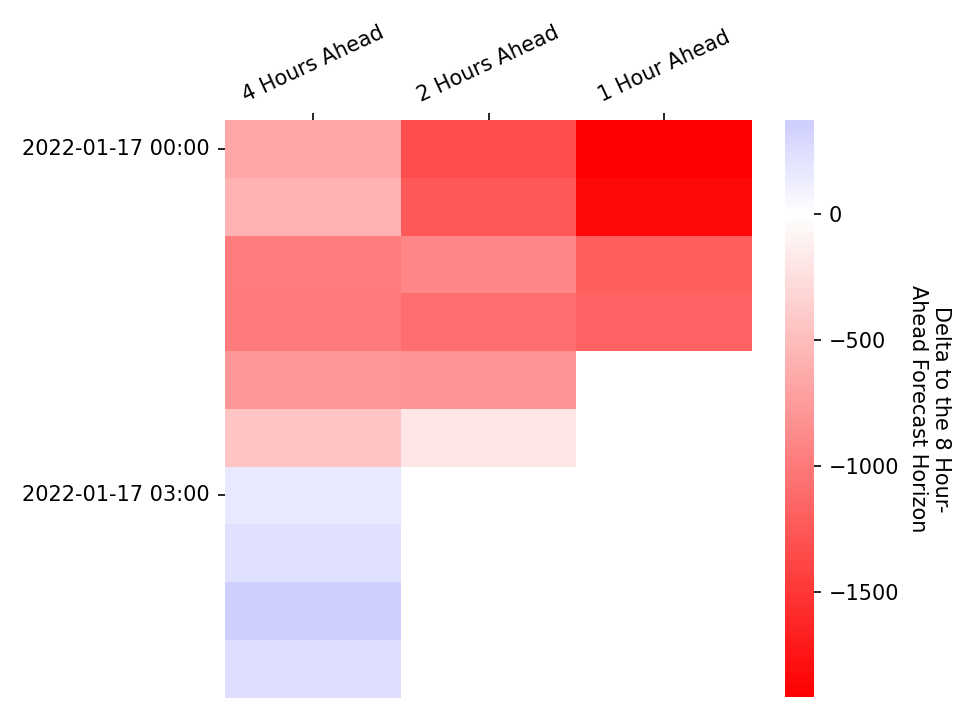 4 Hours Ahead
2 Hours Ahead
1 Hour Ahead
2022-01-17 00:00
2022-01-17 03:00
0
−500
−1000
−1500
Delta to the 8 Hour-
Ahead Forecast Horizon